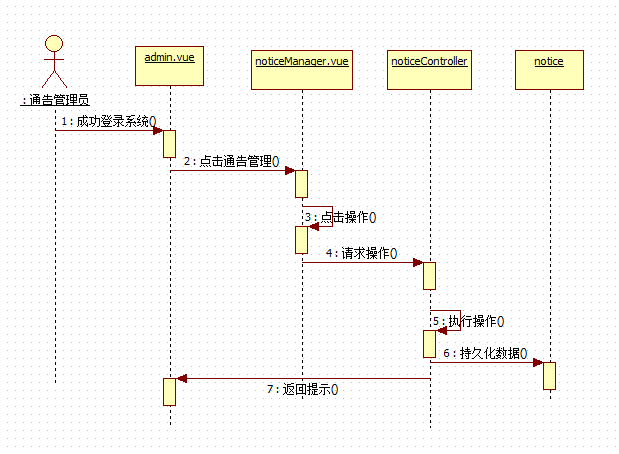 admin.vue
noticeManager.vue
noticeController
notice
: 通告管理员
1 : 成功登录系统()
2 : 点击通告管理()
3 : 点击操作()
4 : 请求操作()
5 : 执行操作()
6 : 持久化数据()
7 : 返回提示()